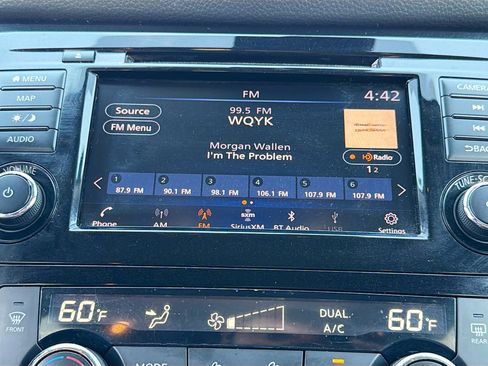 FM
4:42
MENU
CAMERA
Source
99.5 FM
WQYK
MAP
FM Menu
Morgan Wallen
I'm The Problem
HD Radio
1 2
AUDIO
BACK
VOLUME
TUNE-SC
1 2 3 4 5 6
87.9 FM 90.1 FM 98.1 FM 106.1 FM 107.9 FM 107.9 FM
Phone AM FM SiriusXM BT Audio USB Settings
sxm
60°F
DUAL
60°F
A/C
FRONT
REAR
MODE